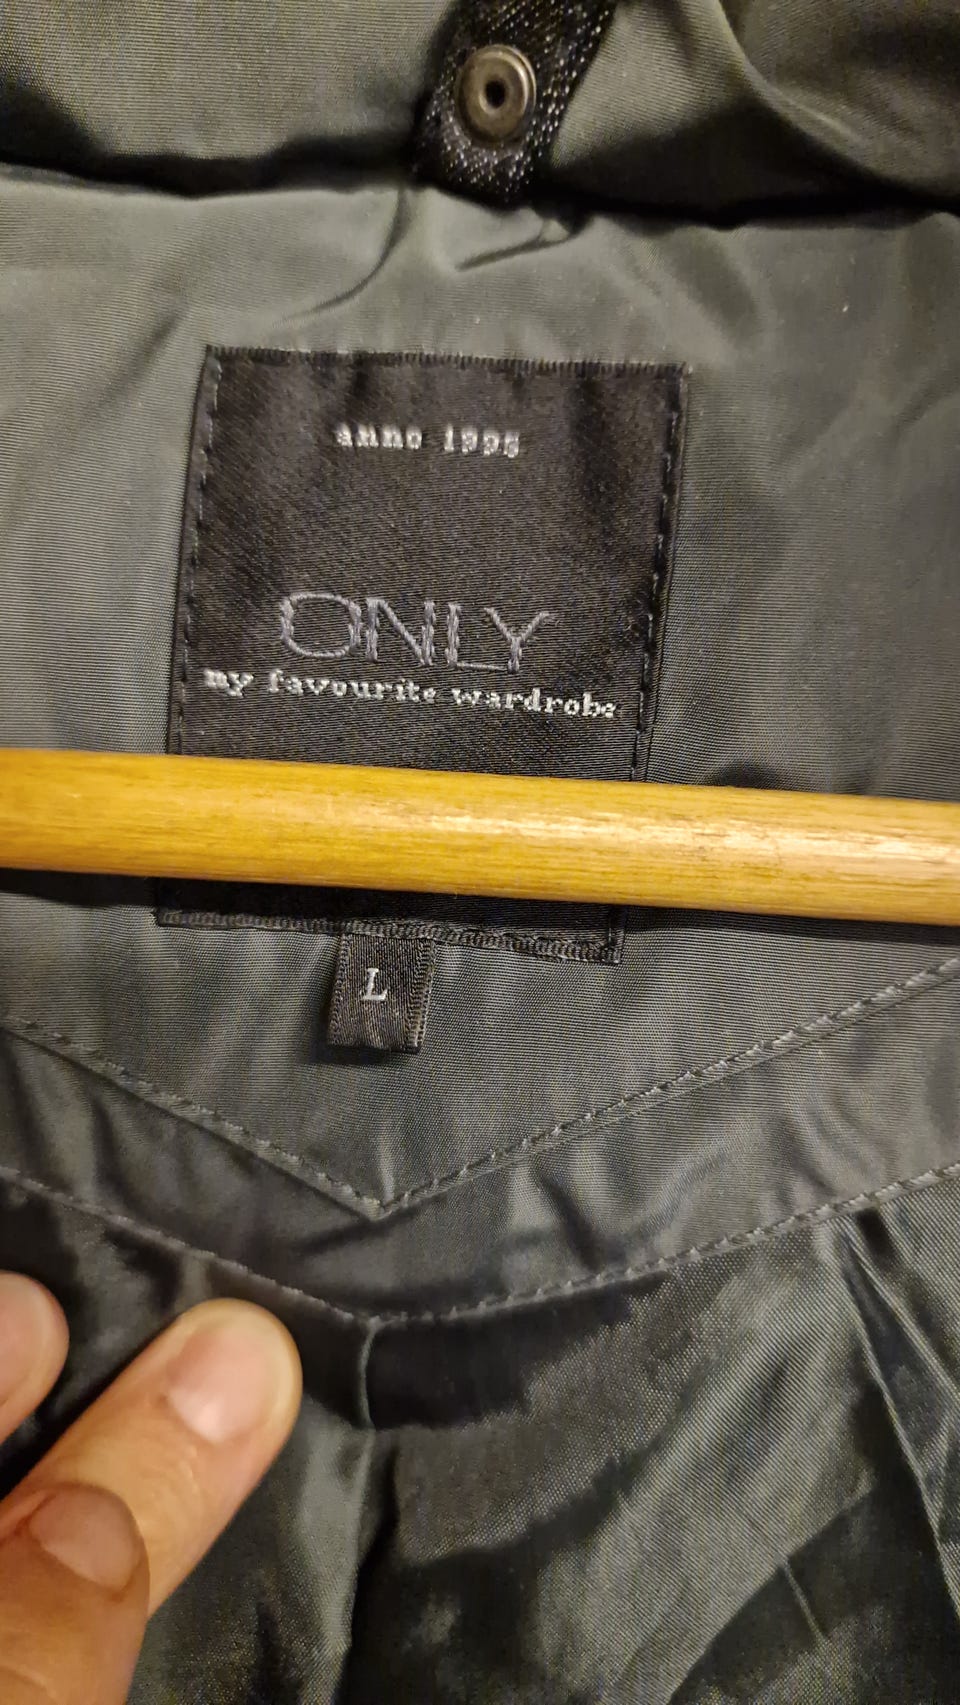 anno 1995
ONLY
my favourite wardrobe
L